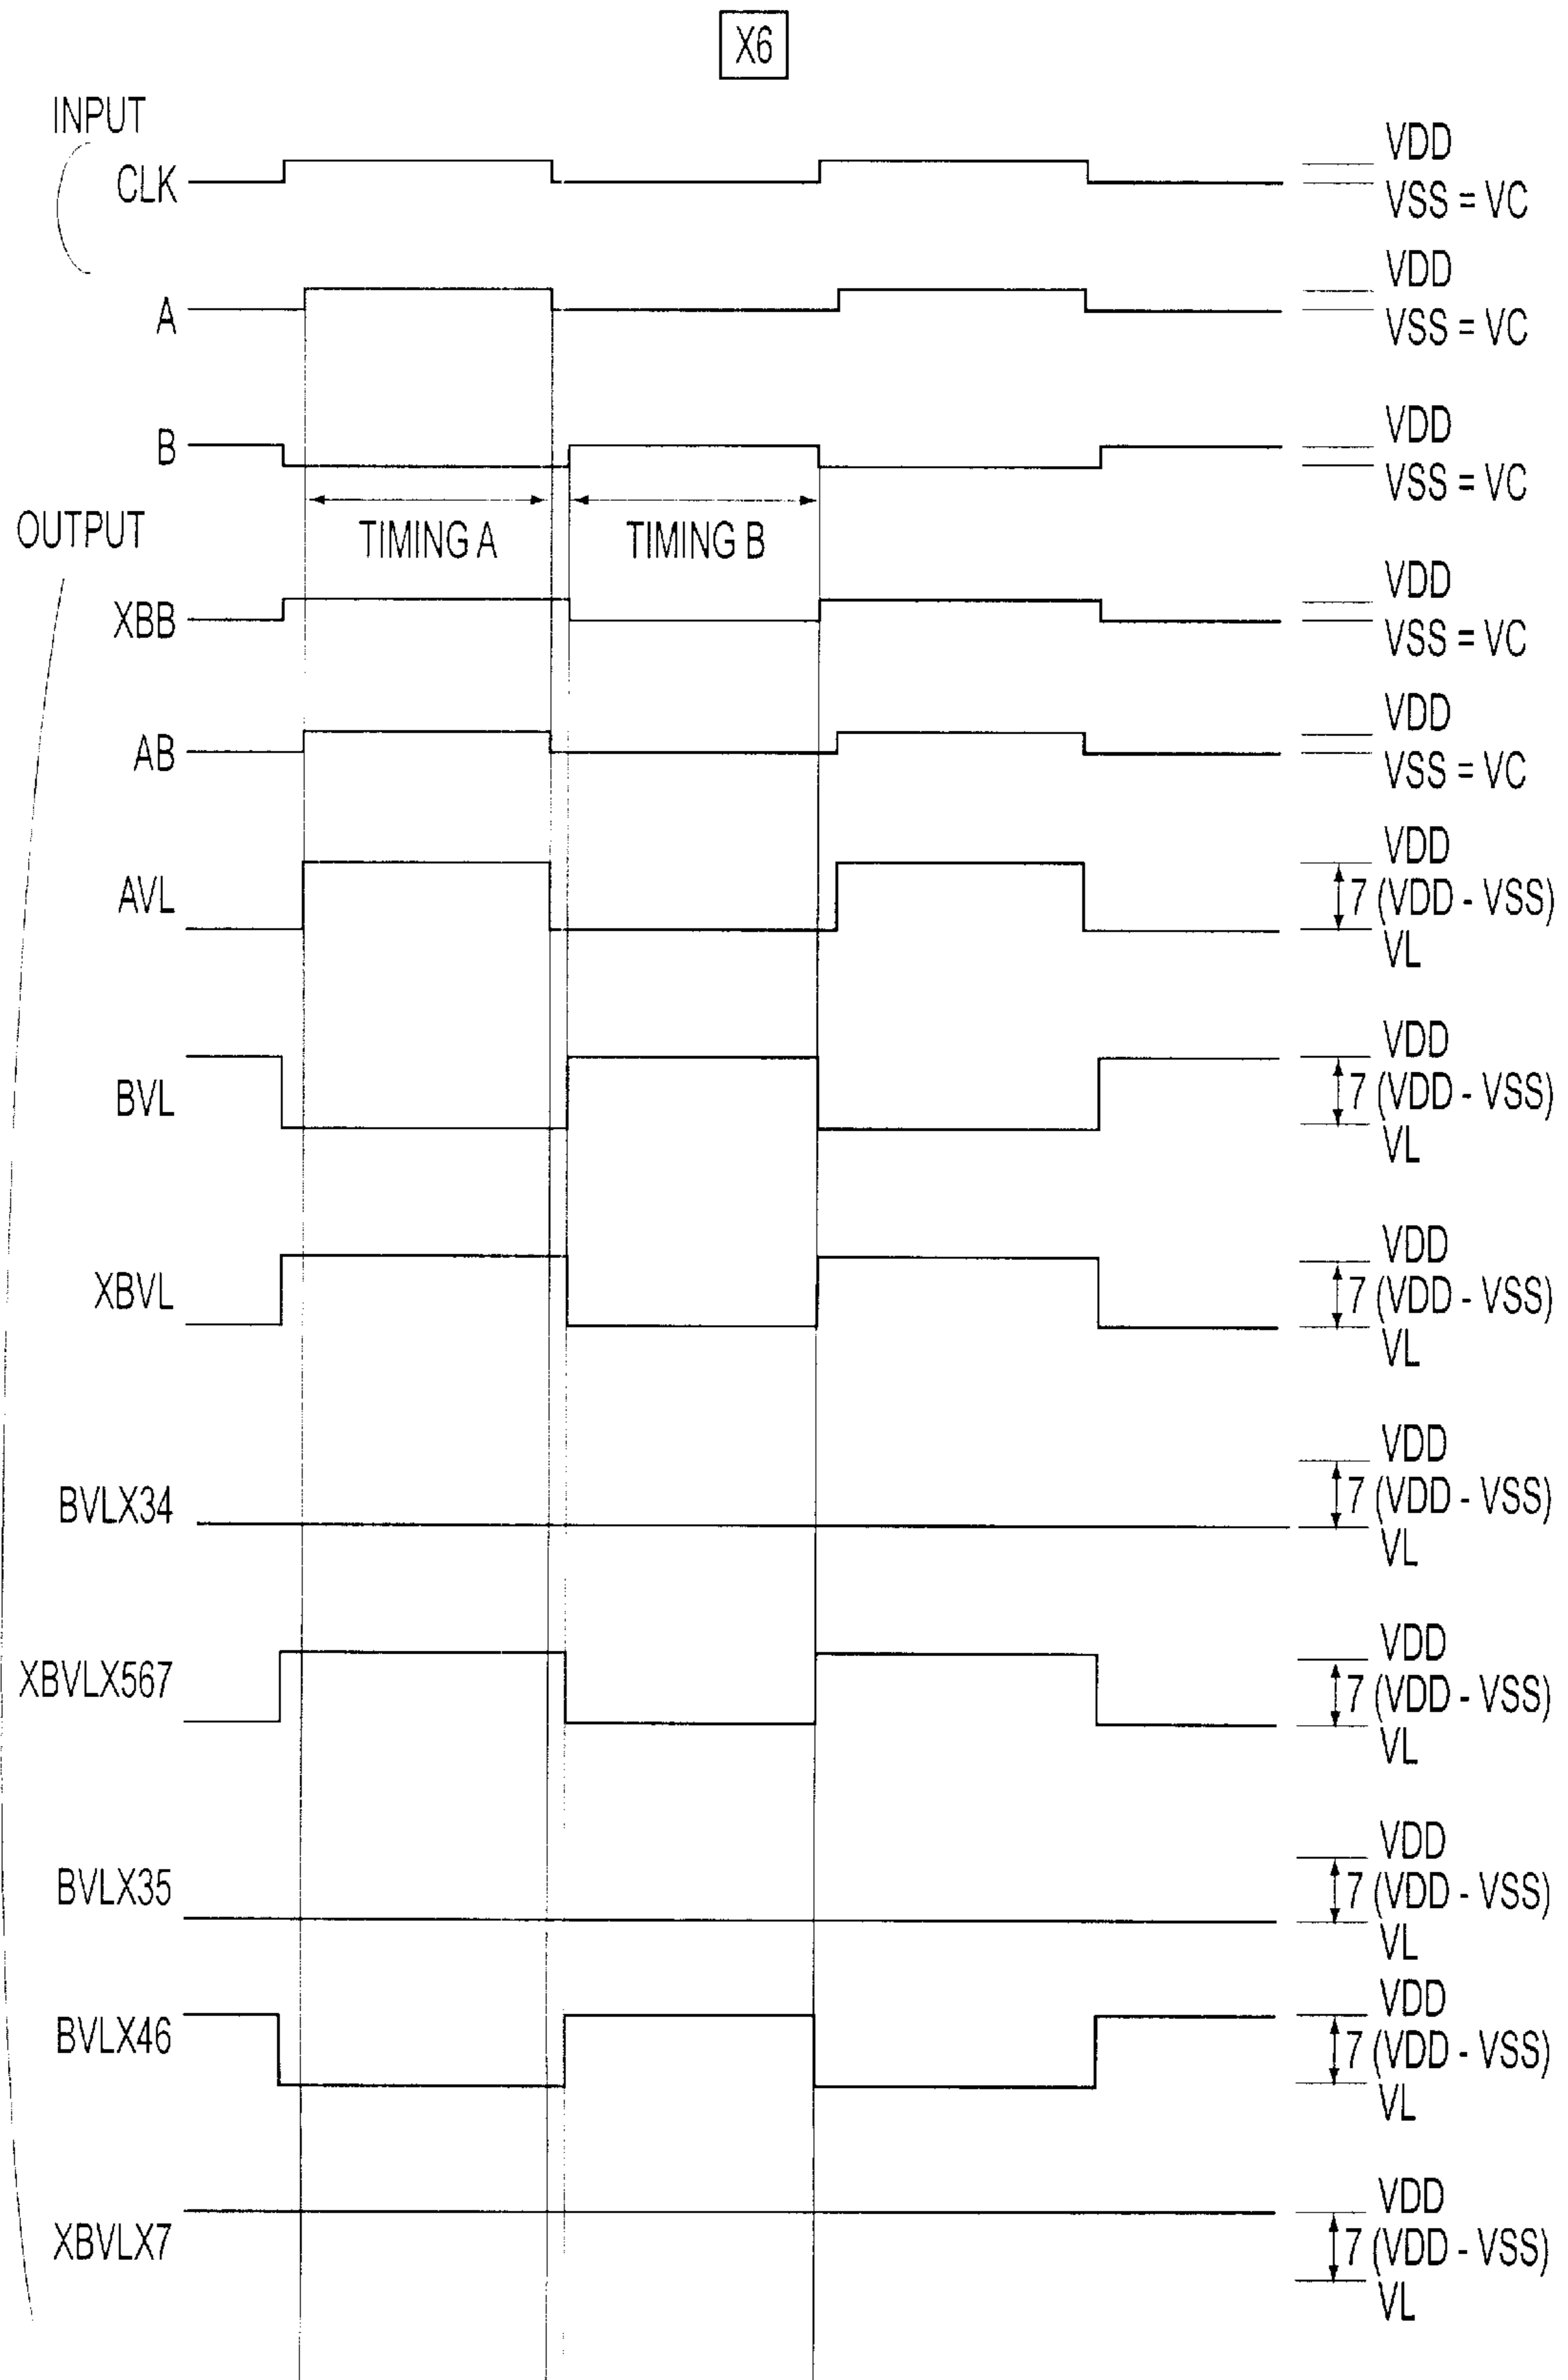 X6
INPUT
CLK
VDD
VSS = VC
A
VDD
VSS = VC
B
VDD
VSS = VC
TIMING A
TIMING B
OUTPUT
XBB
VDD
VSS = VC
AB
VDD
VSS = VC
AVL
VDD
7 (VDD - VSS)
VL
BVL
VDD
7 (VDD - VSS)
VL
XBVL
VDD
7 (VDD - VSS)
VL
BVLX34
VDD
7 (VDD - VSS)
VL
XBVLX567
VDD
7 (VDD - VSS)
VL
BVLX35
VDD
7 (VDD - VSS)
VL
BVLX46
VDD
7 (VDD - VSS)
VL
XBVLX7
VDD
7 (VDD - VSS)
VL